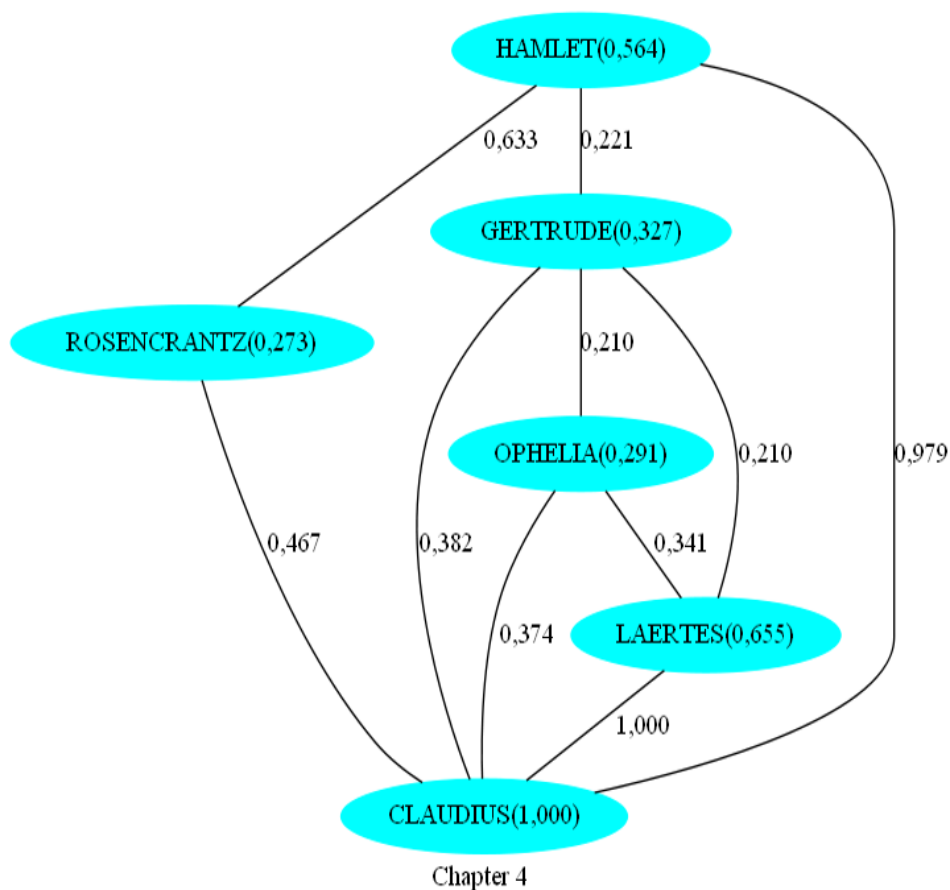 HAMLET(0,564)
0,633
0,221
GERTRUDE(0,327)
ROSENCRANTZ(0,273)
0,210
OPHELIA(0,291)
0,210
0,979
0,467
0,382
0,341
0,374
LAERTES(0,655)
1,000
CLAUDIUS(1,000)
Chapter 4